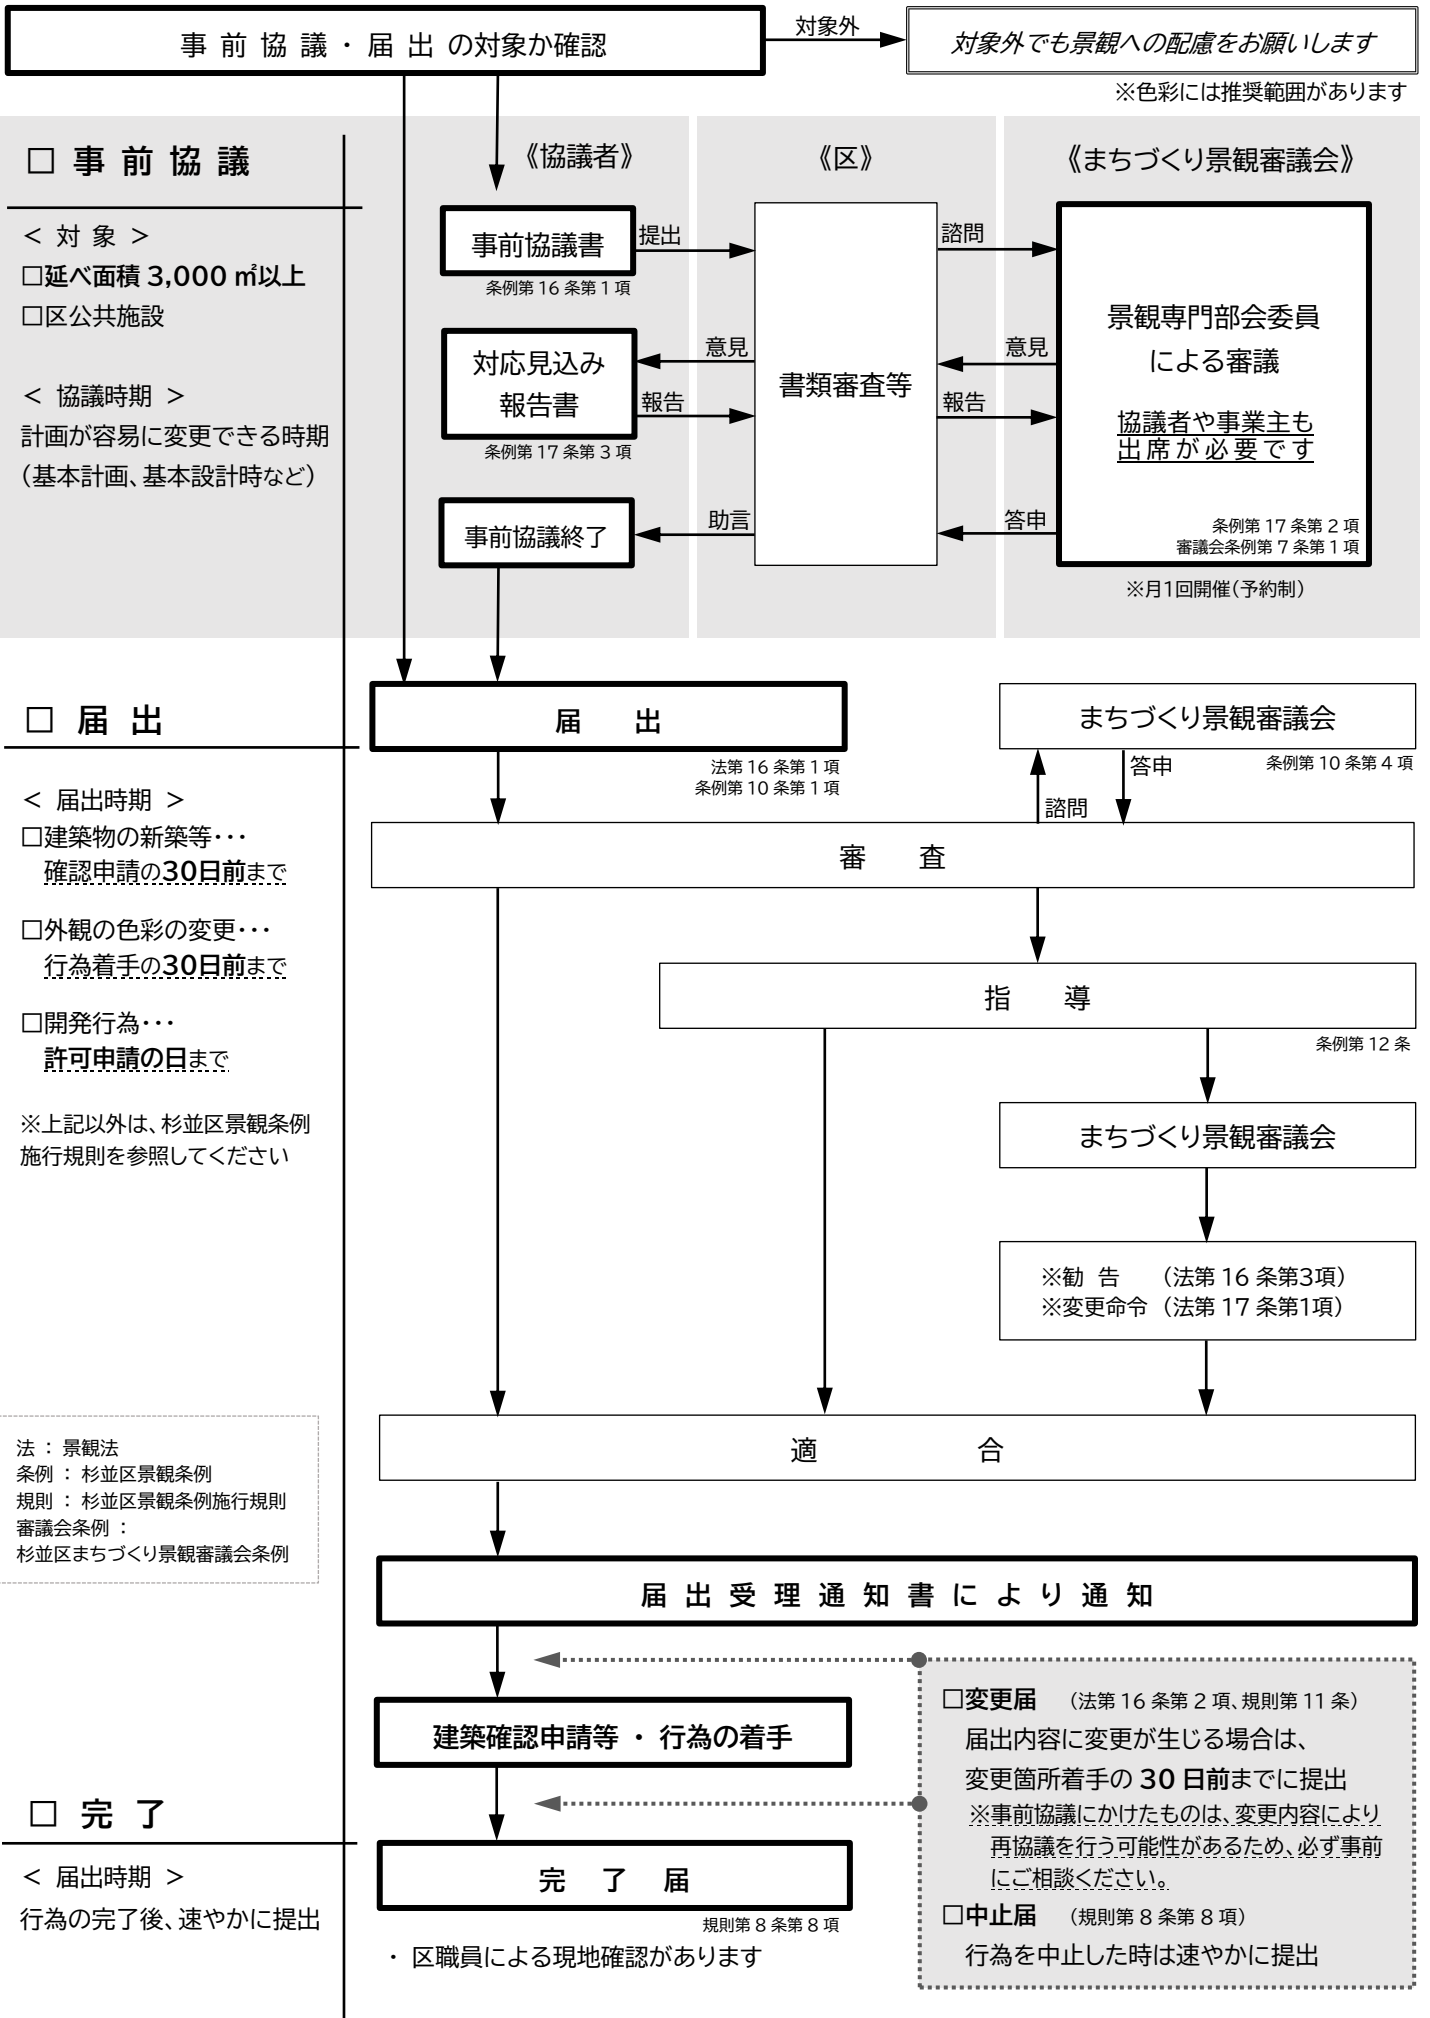 事前協議・届出の対象か確認
対象外
対象外でも景観への配慮をお願いします
※色彩には推奨範囲があります
□ 事前協議
＜ 対 象 ＞
□延べ面積 3,000 ㎡以上
□区公共施設
＜ 協議時期 ＞
計画が容易に変更できる時期
（基本計画、基本設計時など）
《協議者》
《区》
《まちづくり景観審議会》
事前協議書
条例第 16 条第 1 項
提出
諮問
対応見込み
報告書
条例第 17 条第 3 項
意見
報告
書類審査等
意見
報告
景観専門部会委員
による審議
協議者や事業主も
出席が必要です
条例第 17 条第 2 項
審議会条例第 7 条第 1 項
事前協議終了
助言
答申
※月1回開催（予約制）
□ 届 出
＜ 届出時期 ＞
□建築物の新築等・・・
確認申請の30日前まで
□外観の色彩の変更・・・
行為着手の30日前まで
□開発行為・・・
許可申請の日まで
※上記以外は、杉並区景観条例
施行規則を参照してください
届 出
法第 16 条第 1 項
条例第 10 条第 1 項
まちづくり景観審議会
条例第 10 条第 4 項
答申
諮問
審 査
指 導
条例第 12 条
まちづくり景観審議会
※勧 告 （法第 16 条第3項）
※変更命令 （法第 17 条第1項）
適 合
法 ： 景観法
条例 ： 杉並区景観条例
規則 ： 杉並区景観条例施行規則
審議会条例 ：
杉並区まちづくり景観審議会条例
届出受理通知書により通知
建築確認申請等 ・ 行為の着手
□変更届 （法第 16 条第 2 項、規則第 11 条）
届出内容に変更が生じる場合は、
変更箇所着手の 30 日前までに提出
※事前協議にかけたものは、変更内容により
再協議を行う可能性があるため、必ず事前
にご相談ください。
□中止届 （規則第 8 条第 8 項）
行為を中止した時は速やかに提出
□ 完 了
＜ 届出時期 ＞
行為の完了後、速やかに提出
完 了 届
規則第 8 条第 8 項
・ 区職員による現地確認があります